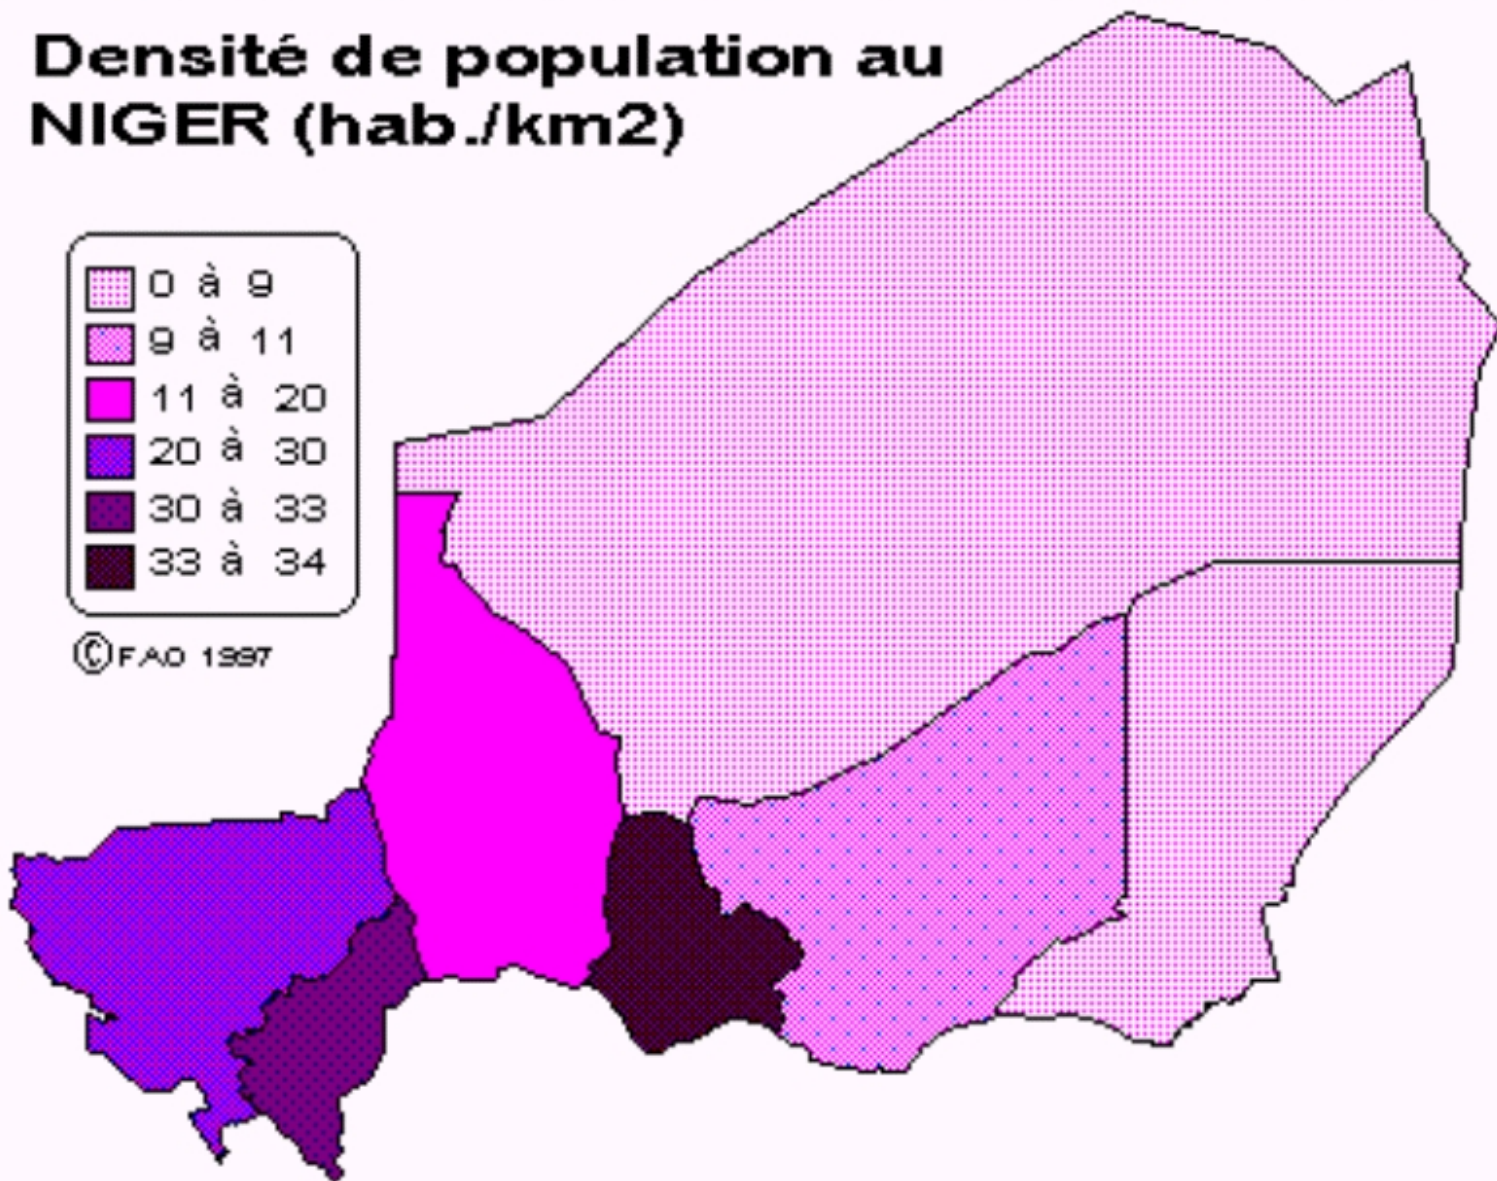 Densité de population au
NIGER (hab./km2)
0 à 9
9 à 11
11 à 20
20 à 30
30 à 33
33 à 34
©FAO 1997